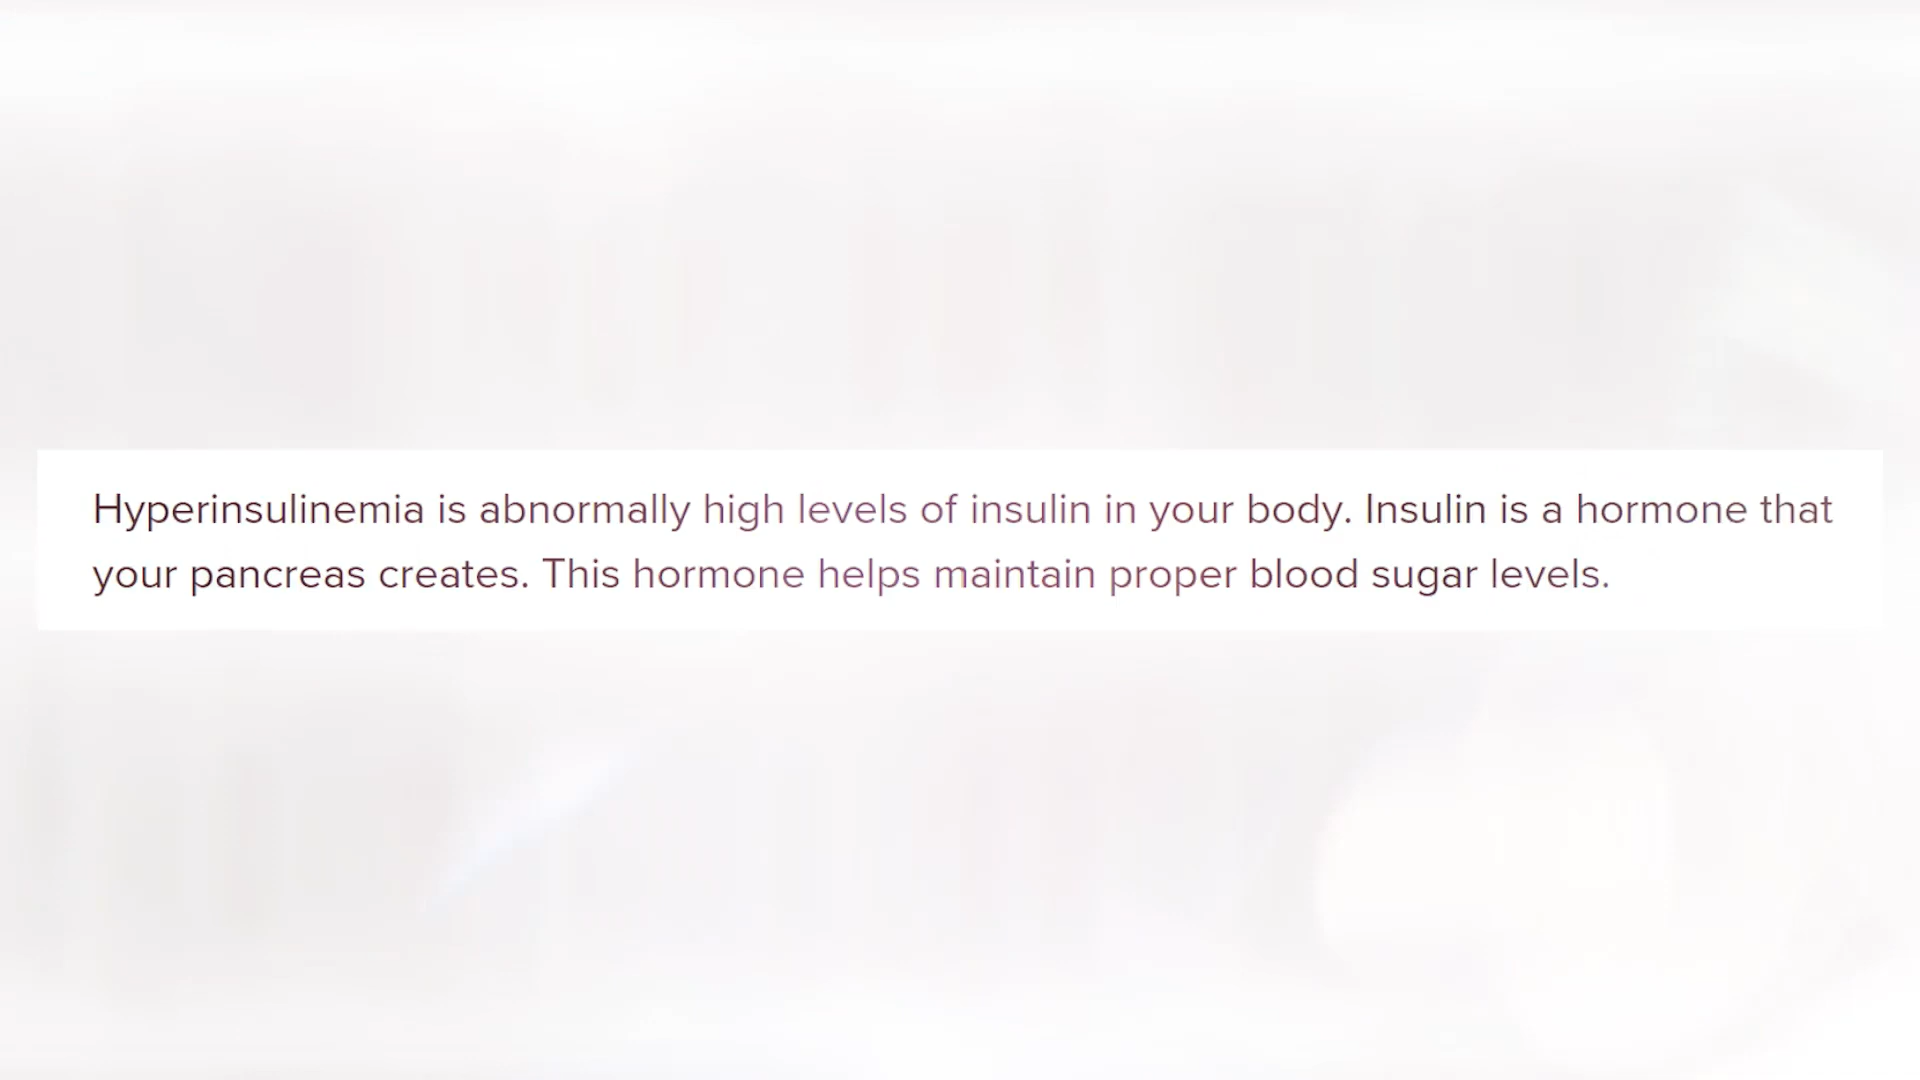 Hyperinsulinemia is abnormally high levels of insulin in your body. Insulin is a hormone that
your pancreas creates. This hormone helps maintain proper blood sugar levels.